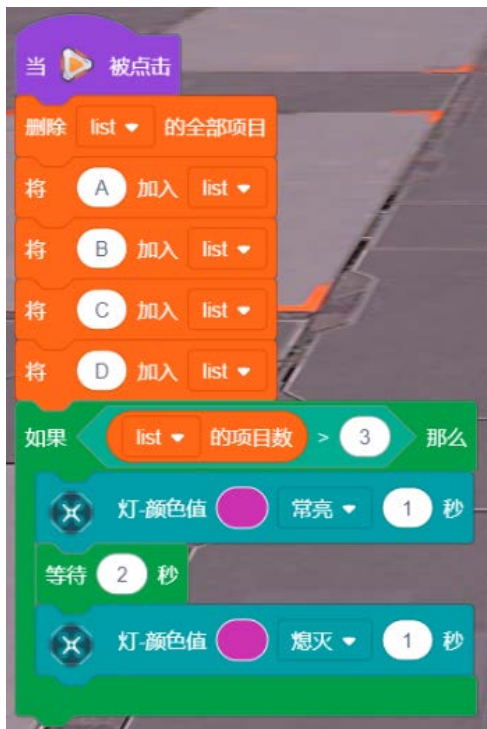 当 被点击
删除 list 的全部项目
将 A 加入 list
将 B 加入 list
将 C 加入 list
将 D 加入 list
如果 list 的项目数 > 3 那么
灯-颜色值 常亮 1 秒
等待 2 秒
灯-颜色值 熄灭 1 秒